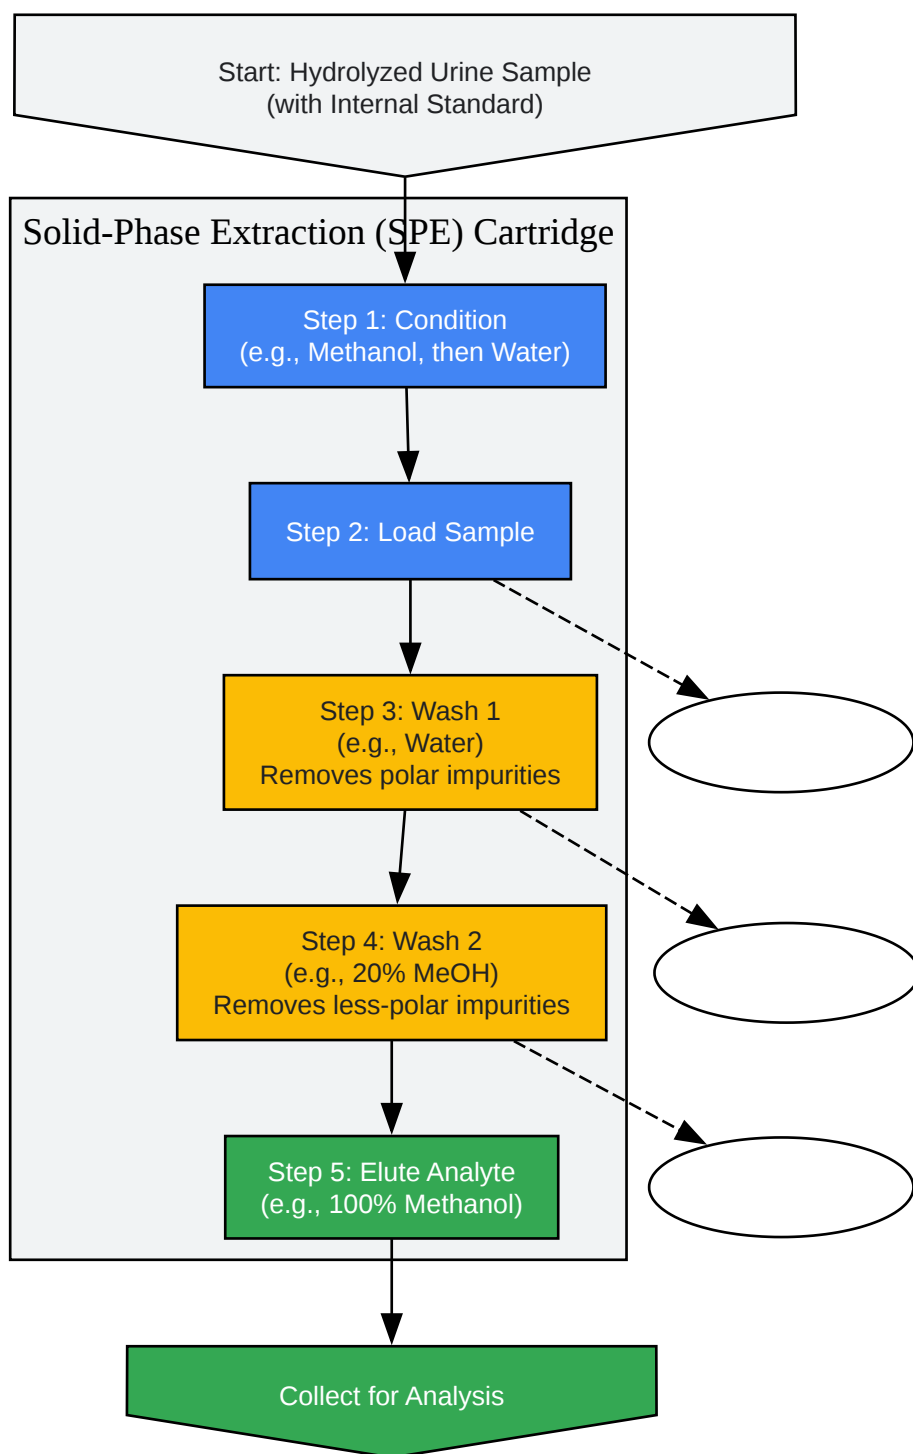 Start: Hydrolyzed Urine Sample
(with Internal Standard)
Solid-Phase Extraction (SPE) Cartridge
Step 1: Condition
(e.g., Methanol, then Water)
Step 2: Load Sample
Step 3: Wash 1
(e.g., Water)
Removes polar impurities
Step 4: Wash 2
(e.g., 20% MeOH)
Removes less-polar impurities
Step 5: Elute Analyte
(e.g., 100% Methanol)
Collect for Analysis